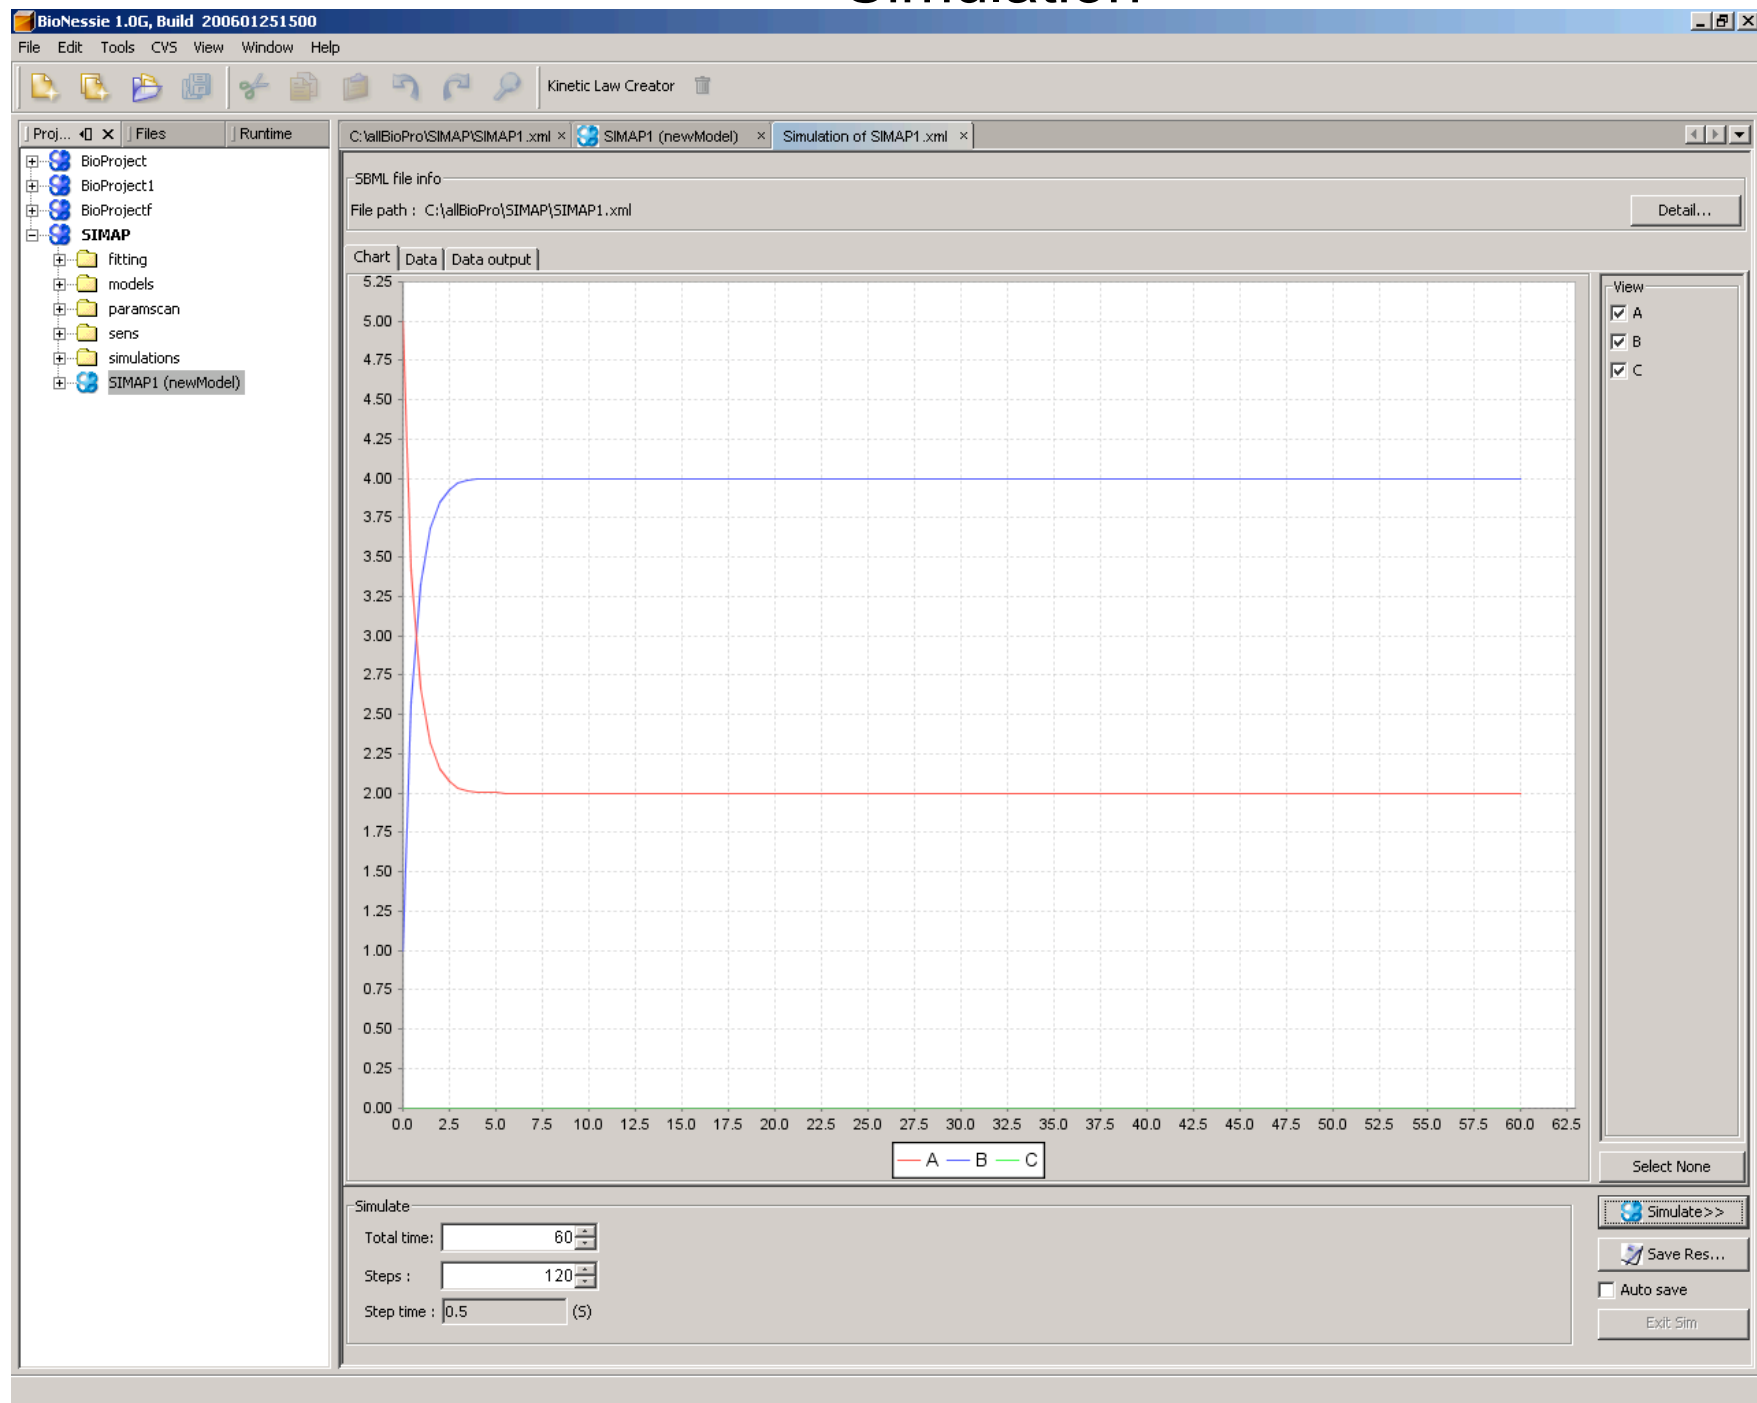 Simulation
BioNessie 1.0G, Build 200601251500
File Edit Tools CVS View Window Help
Kinetic Law Creator
Proj... Files Runtime
C:\allBioPro\SIMAP\SIMAP1.xml SIMAP1 (newModel) Simulation of SIMAP1.xml
BioProject
BioProject1
BioProjectf
SIMAP
fitting
models
paramscan
sens
simulations
SIMAP1 (newModel)
SBML file info
File path : C:\allBioPro\SIMAP\SIMAP1.xml
Detail...
Chart Data Data output
5.25
5.00
4.75
4.50
4.25
4.00
3.75
3.50
3.25
3.00
2.75
2.50
2.25
2.00
1.75
1.50
1.25
1.00
0.75
0.50
0.25
0.00
0.0 2.5 5.0 7.5 10.0 12.5 15.0 17.5 20.0 22.5 25.0 27.5 30.0 32.5 35.0 37.5 40.0 42.5 45.0 47.5 50.0 52.5 55.0 57.5 60.0 62.5
A B C
View
A
B
C
Select None
Simulate
Total time: 60
Steps : 120
Step time : 0.5 (S)
Simulate>>
Save Res...
Auto save
Exit Sim